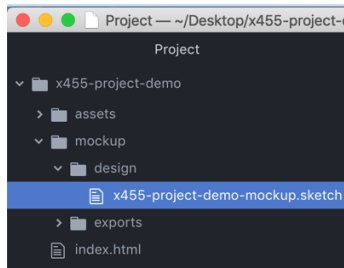 Project — ~/Desktop/x455-project-
Project
x455-project-demo
assets
mockup
design
x455-project-demo-mockup.sketch
exports
index.html